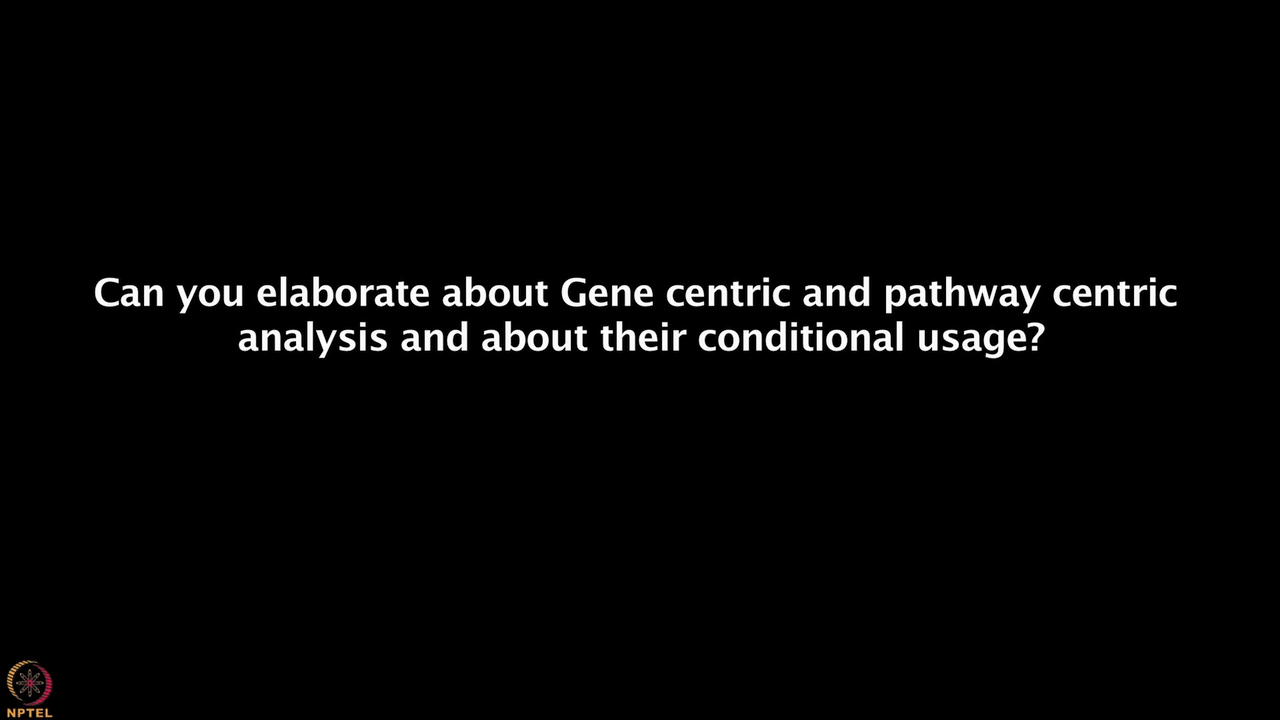 Can you elaborate about Gene centric and pathway centric
analysis and about their conditional usage?
NPTEL